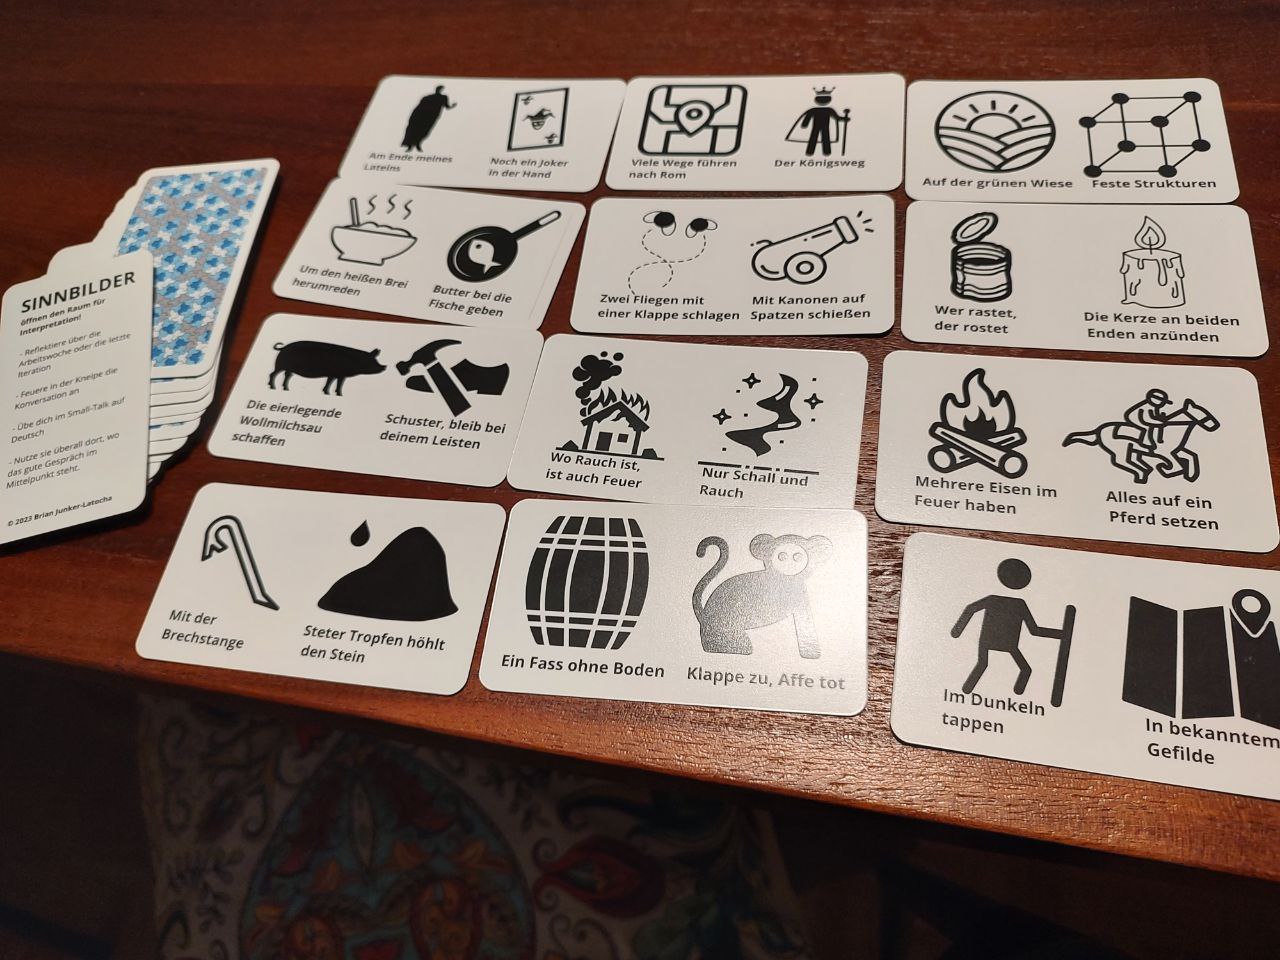 SINNBILDER
öffnen den Raum für
Interpretation!
- Reflektiere über die
Arbeitswoche oder die letzte
Iteration
- Feuere in der Kneipe die
Konversation an
- Übe dich im Small-Talk auf
Deutsch
- Nutze sie überall dort, wo
das gute Gespräch im
Mittelpunkt steht.
© 2023 Brian Junker-Latocha
Am Ende meines
Lateins
Noch ein Joker
in der Hand
Viele Wege führen
nach Rom
Der Königsweg
Auf der grünen Wiese
Feste Strukturen
Um den heißen Brei
herumreden
Butter bei die
Fische geben
Zwei Fliegen mit
einer Klappe schlagen
Mit Kanonen auf
Spatzen schießen
Wer rastet,
der rostet
Die Kerze an beiden
Enden anzünden
Die eierlegende
Wollmilchsau
schaffen
Schuster, bleib bei
deinem Leisten
Wo Rauch ist,
ist auch Feuer
Nur Schall und
Rauch
Mehrere Eisen im
Feuer haben
Alles auf ein
Pferd setzen
Mit der
Brechstange
Steter Tropfen höhlt
den Stein
Ein Fass ohne Boden
Klappe zu, Affe tot
Im Dunkeln
tappen
In bekanntem
Gefilde